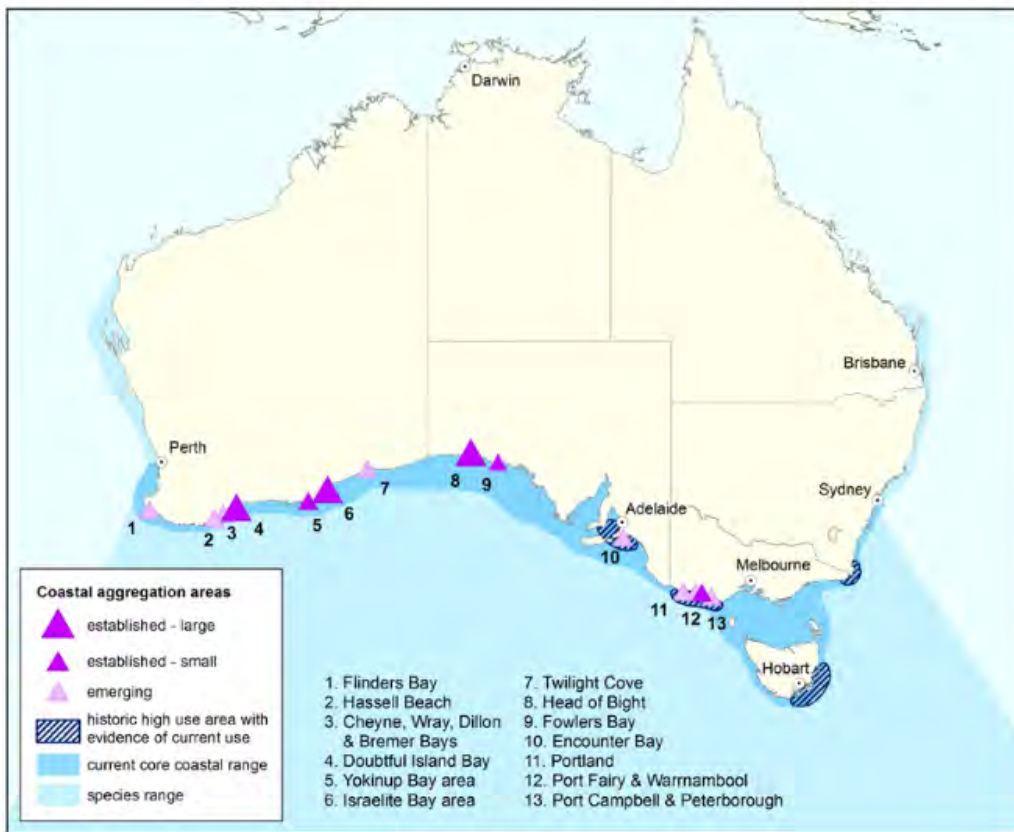 Darwin
Brisbane
Perth
Sydney
Adelaide
Melbourne
Hobart
1
2
3
4
5
6
7
8
9
10
11
12
13
Coastal aggregation areas
established - large
established - small
emerging
historic high use area with
evidence of current use
current core coastal range
species range
1. Flinders Bay
2. Hassell Beach
3. Cheyne, Wray, Dillon
& Bremer Bays
4. Doubtful Island Bay
5. Yokinup Bay area
6. Israelite Bay area
7. Twilight Cove
8. Head of Bight
9. Fowlers Bay
10. Encounter Bay
11. Portland
12. Port Fairy & Warrnambool
13. Port Campbell & Peterborough